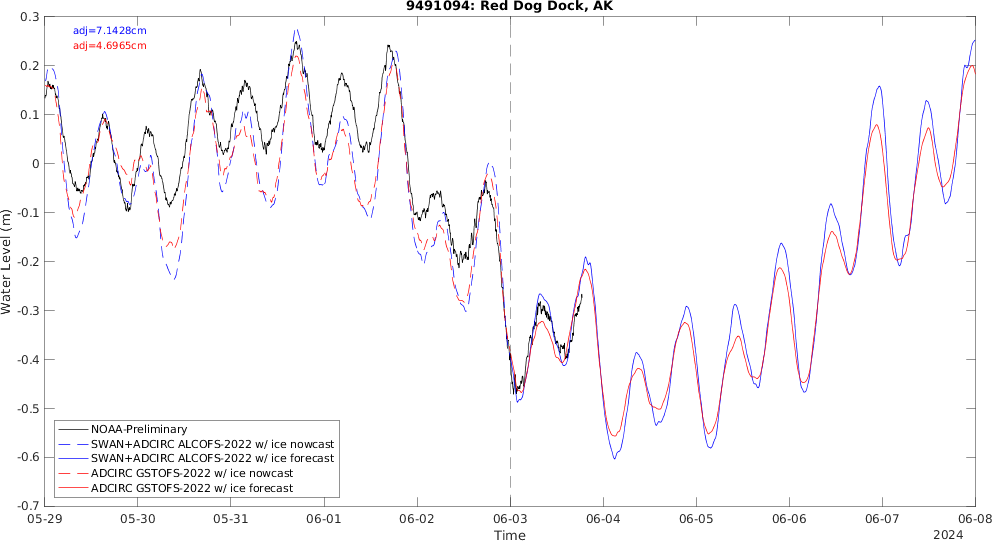 9491094: Red Dog Dock, AK
adj=7.1428cm
adj=4.6965cm
0.3
0.2
0.1
0
-0.1
-0.2
-0.3
-0.4
-0.5
-0.6
-0.7
Water Level (m)
NOAA-Preliminary
SWAN+ADCIRC ALCOFS-2022 w/ ice nowcast
SWAN+ADCIRC ALCOFS-2022 w/ ice forecast
ADCIRC GSTOFS-2022 w/ ice nowcast
ADCIRC GSTOFS-2022 w/ ice forecast
05-29 05-30 05-31 06-01 06-02 06-03 06-04 06-05 06-06 06-07 06-08
Time
2024